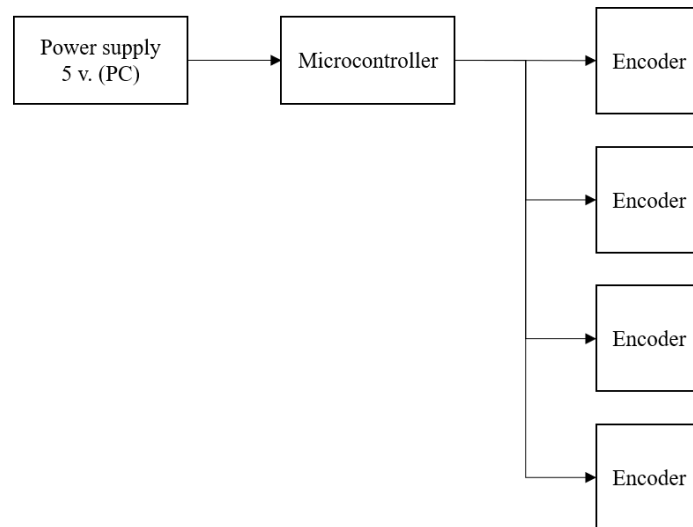 Power supply
5 v. (PC)
Microcontroller
Encoder
Encoder
Encoder
Encoder